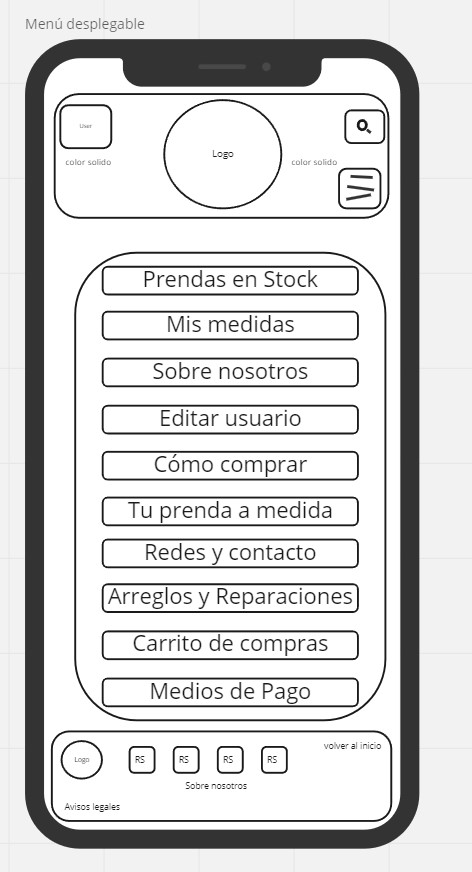 Menú desplegable
User
Logo
color solido
color solido
Prendas en Stock
Mis medidas
Sobre nosotros
Editar usuario
Cómo comprar
Tu prenda a medida
Redes y contacto
Arreglos y Reparaciones
Carrito de compras
Medios de Pago
volver al inicio
Logo
RS
RS
RS
RS
Sobre nosotros
Avisos legales